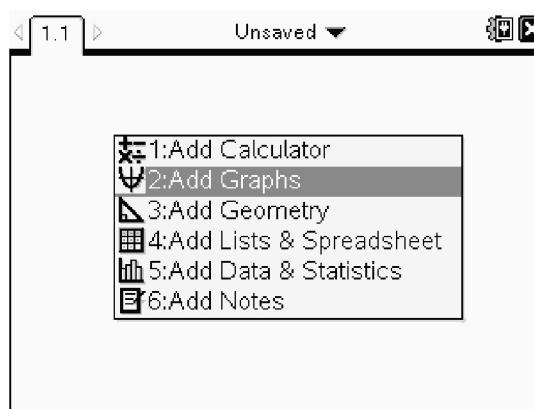 1.1 Unsaved
1:Add Calculator
2:Add Graphs
3:Add Geometry
4:Add Lists & Spreadsheet
5:Add Data & Statistics
6:Add Notes